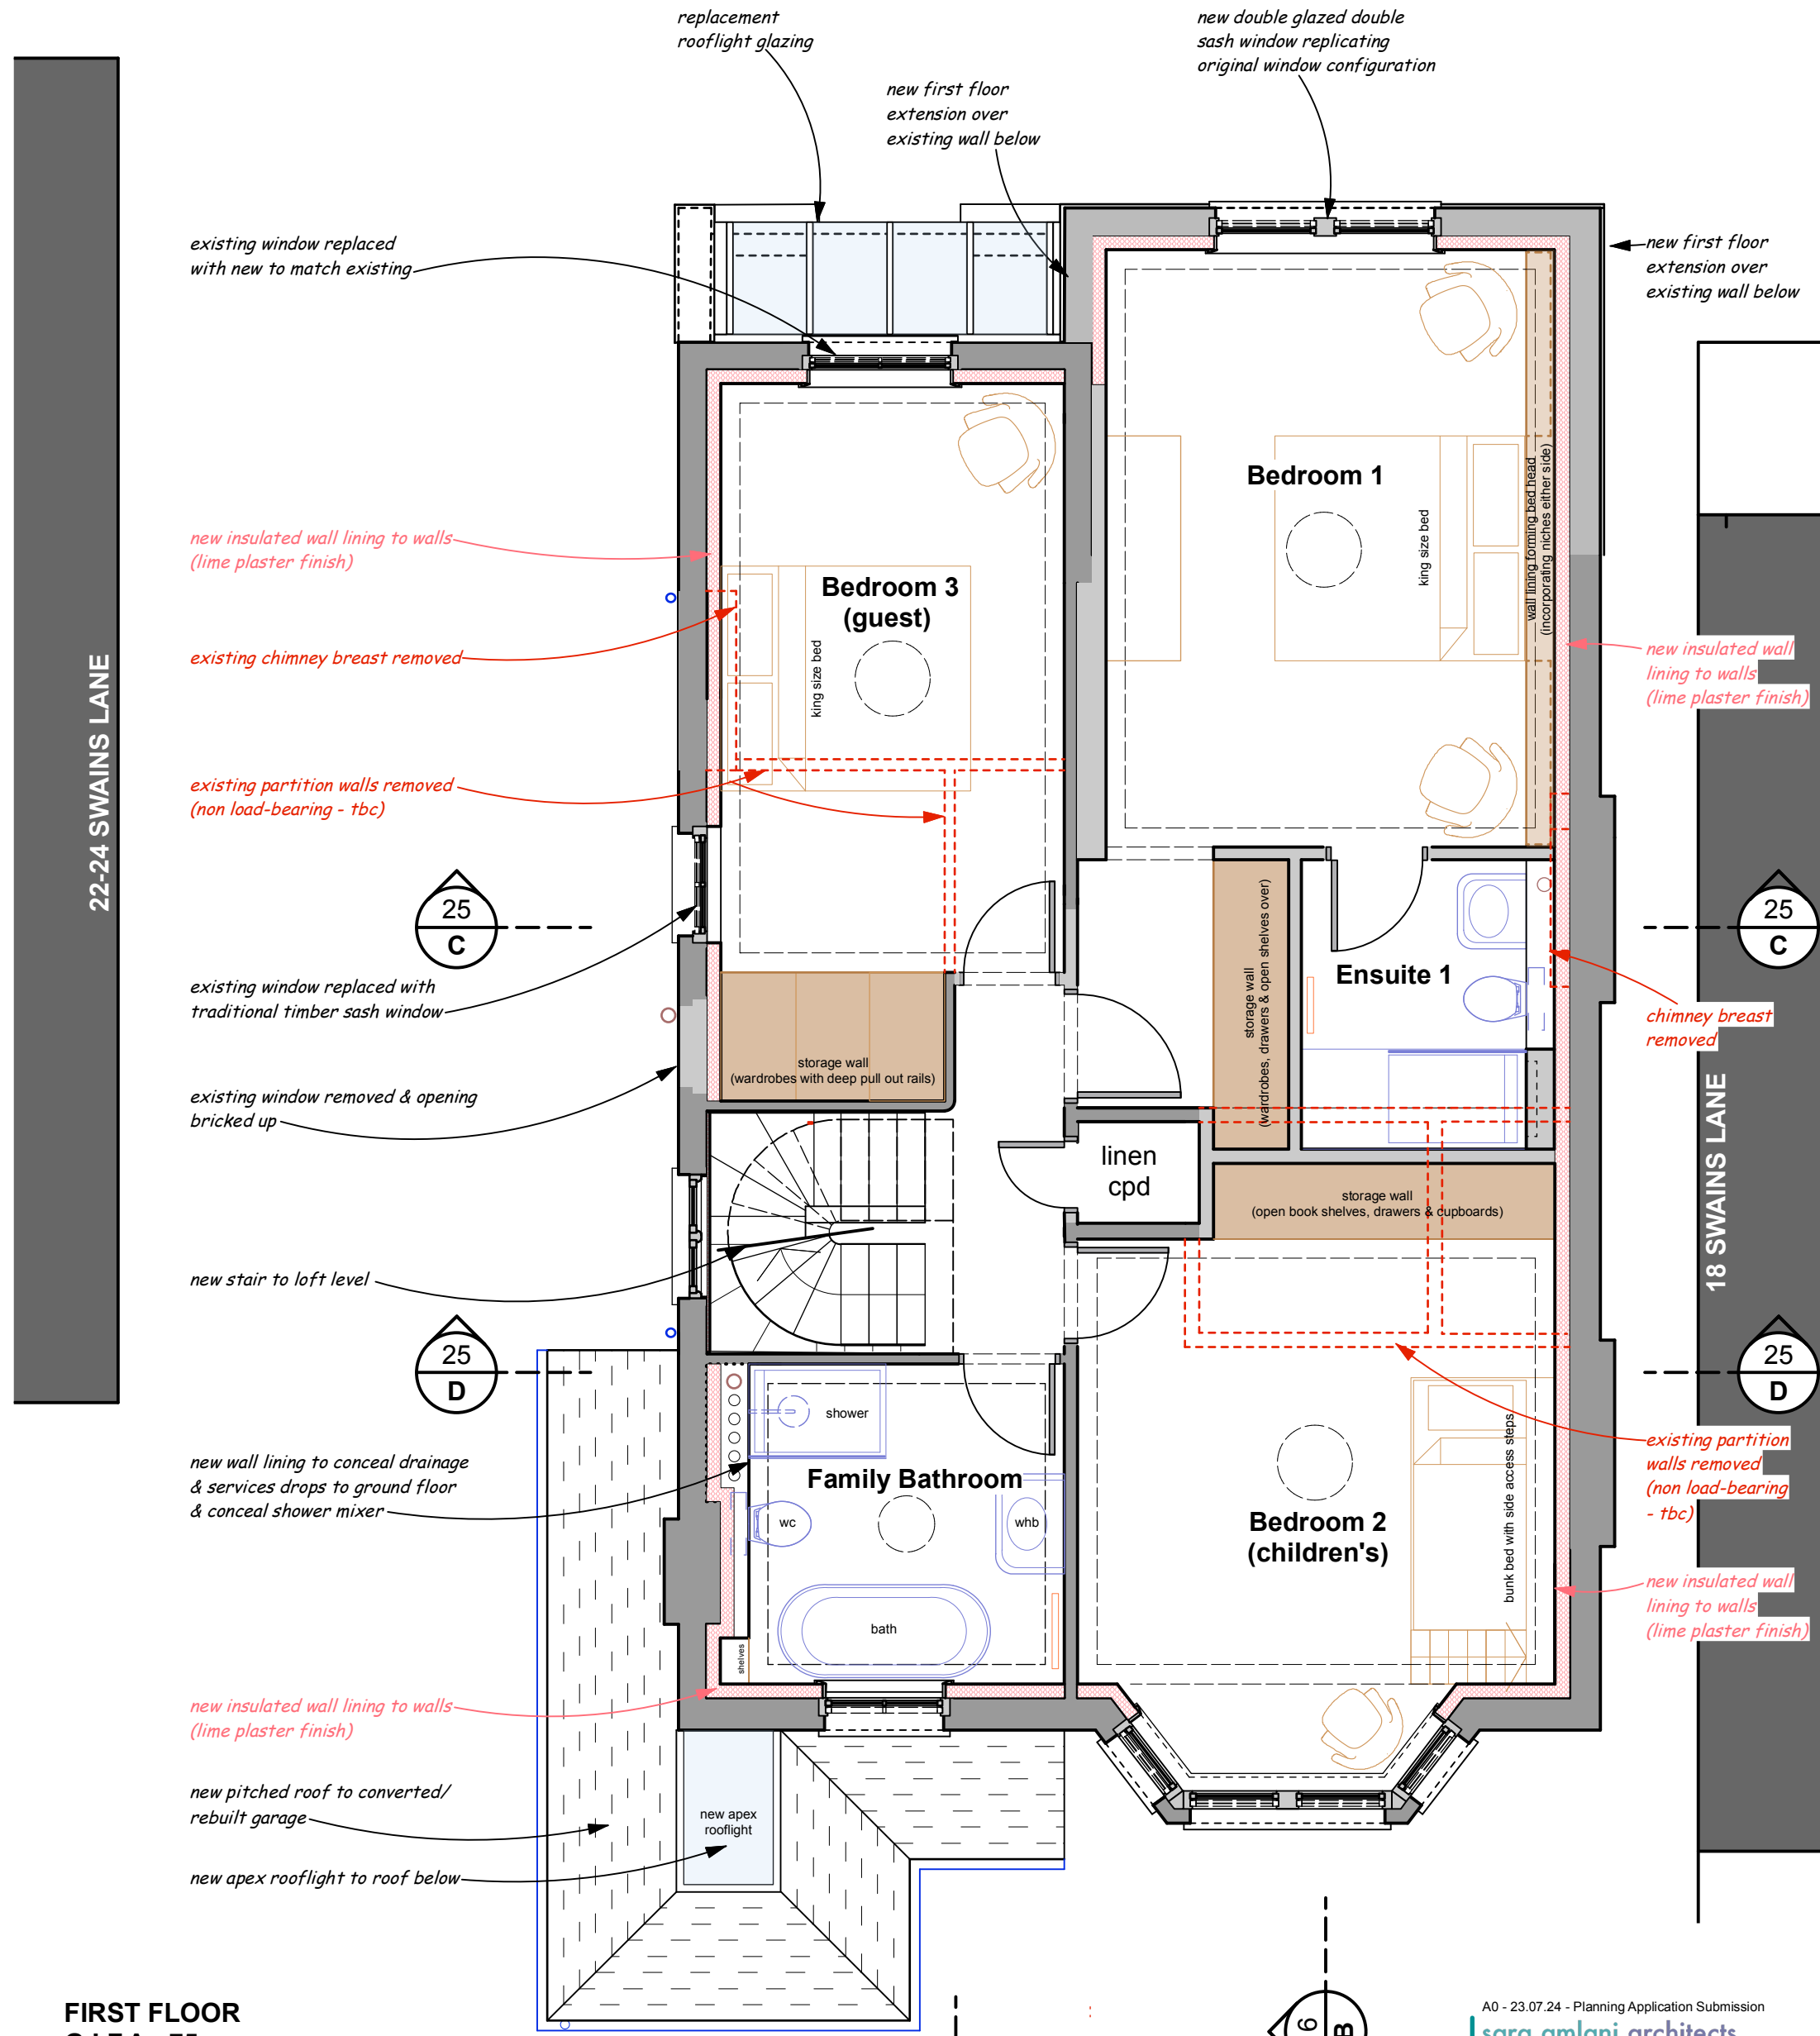 replacement
rooflight glazing
new double glazed double
sash window replicating
original window configuration
new first floor
extension over
existing wall below
existing window replaced
with new to match existing
new first floor
extension over
existing wall below
22-24 SWAINS LANE
new insulated wall lining to walls
(lime plaster finish)
existing chimney breast removed
existing partition walls removed
(non load-bearing - tbc)
25
C
existing window replaced with
traditional timber sash window
existing window removed & opening
bricked up
new stair to loft level
25
D
new wall lining to conceal drainage
& services drops to ground floor
& conceal shower mixer
new insulated wall lining to walls
(lime plaster finish)
new pitched roof to converted/
rebuilt garage
new apex rooflight to roof below
Bedroom 3
(guest)
king size bed
storage wall
(wardrobes with deep pull out rails)
Bedroom 1
king size bed
wall lining forming bed head
(incorporating niches either side)
storage wall
(wardrobes, drawers & open shelves over)
Ensuite 1
linen
cpd
storage wall
(open book shelves, drawers & cupboards)
shower
Family Bathroom
wc
whb
bath
shelves
Bedroom 2
(children's)
bunk bed with side access steps
new apex
rooflight
new insulated wall
lining to walls
(lime plaster finish)
25
C
chimney breast
removed
18 SWAINS LANE
25
D
existing partition
walls removed
(non load-bearing
- tbc)
new insulated wall
lining to walls
(lime plaster finish)
FIRST FLOOR
B
A0 - 23.07.24 - Planning Application Submission
sara amlani architects